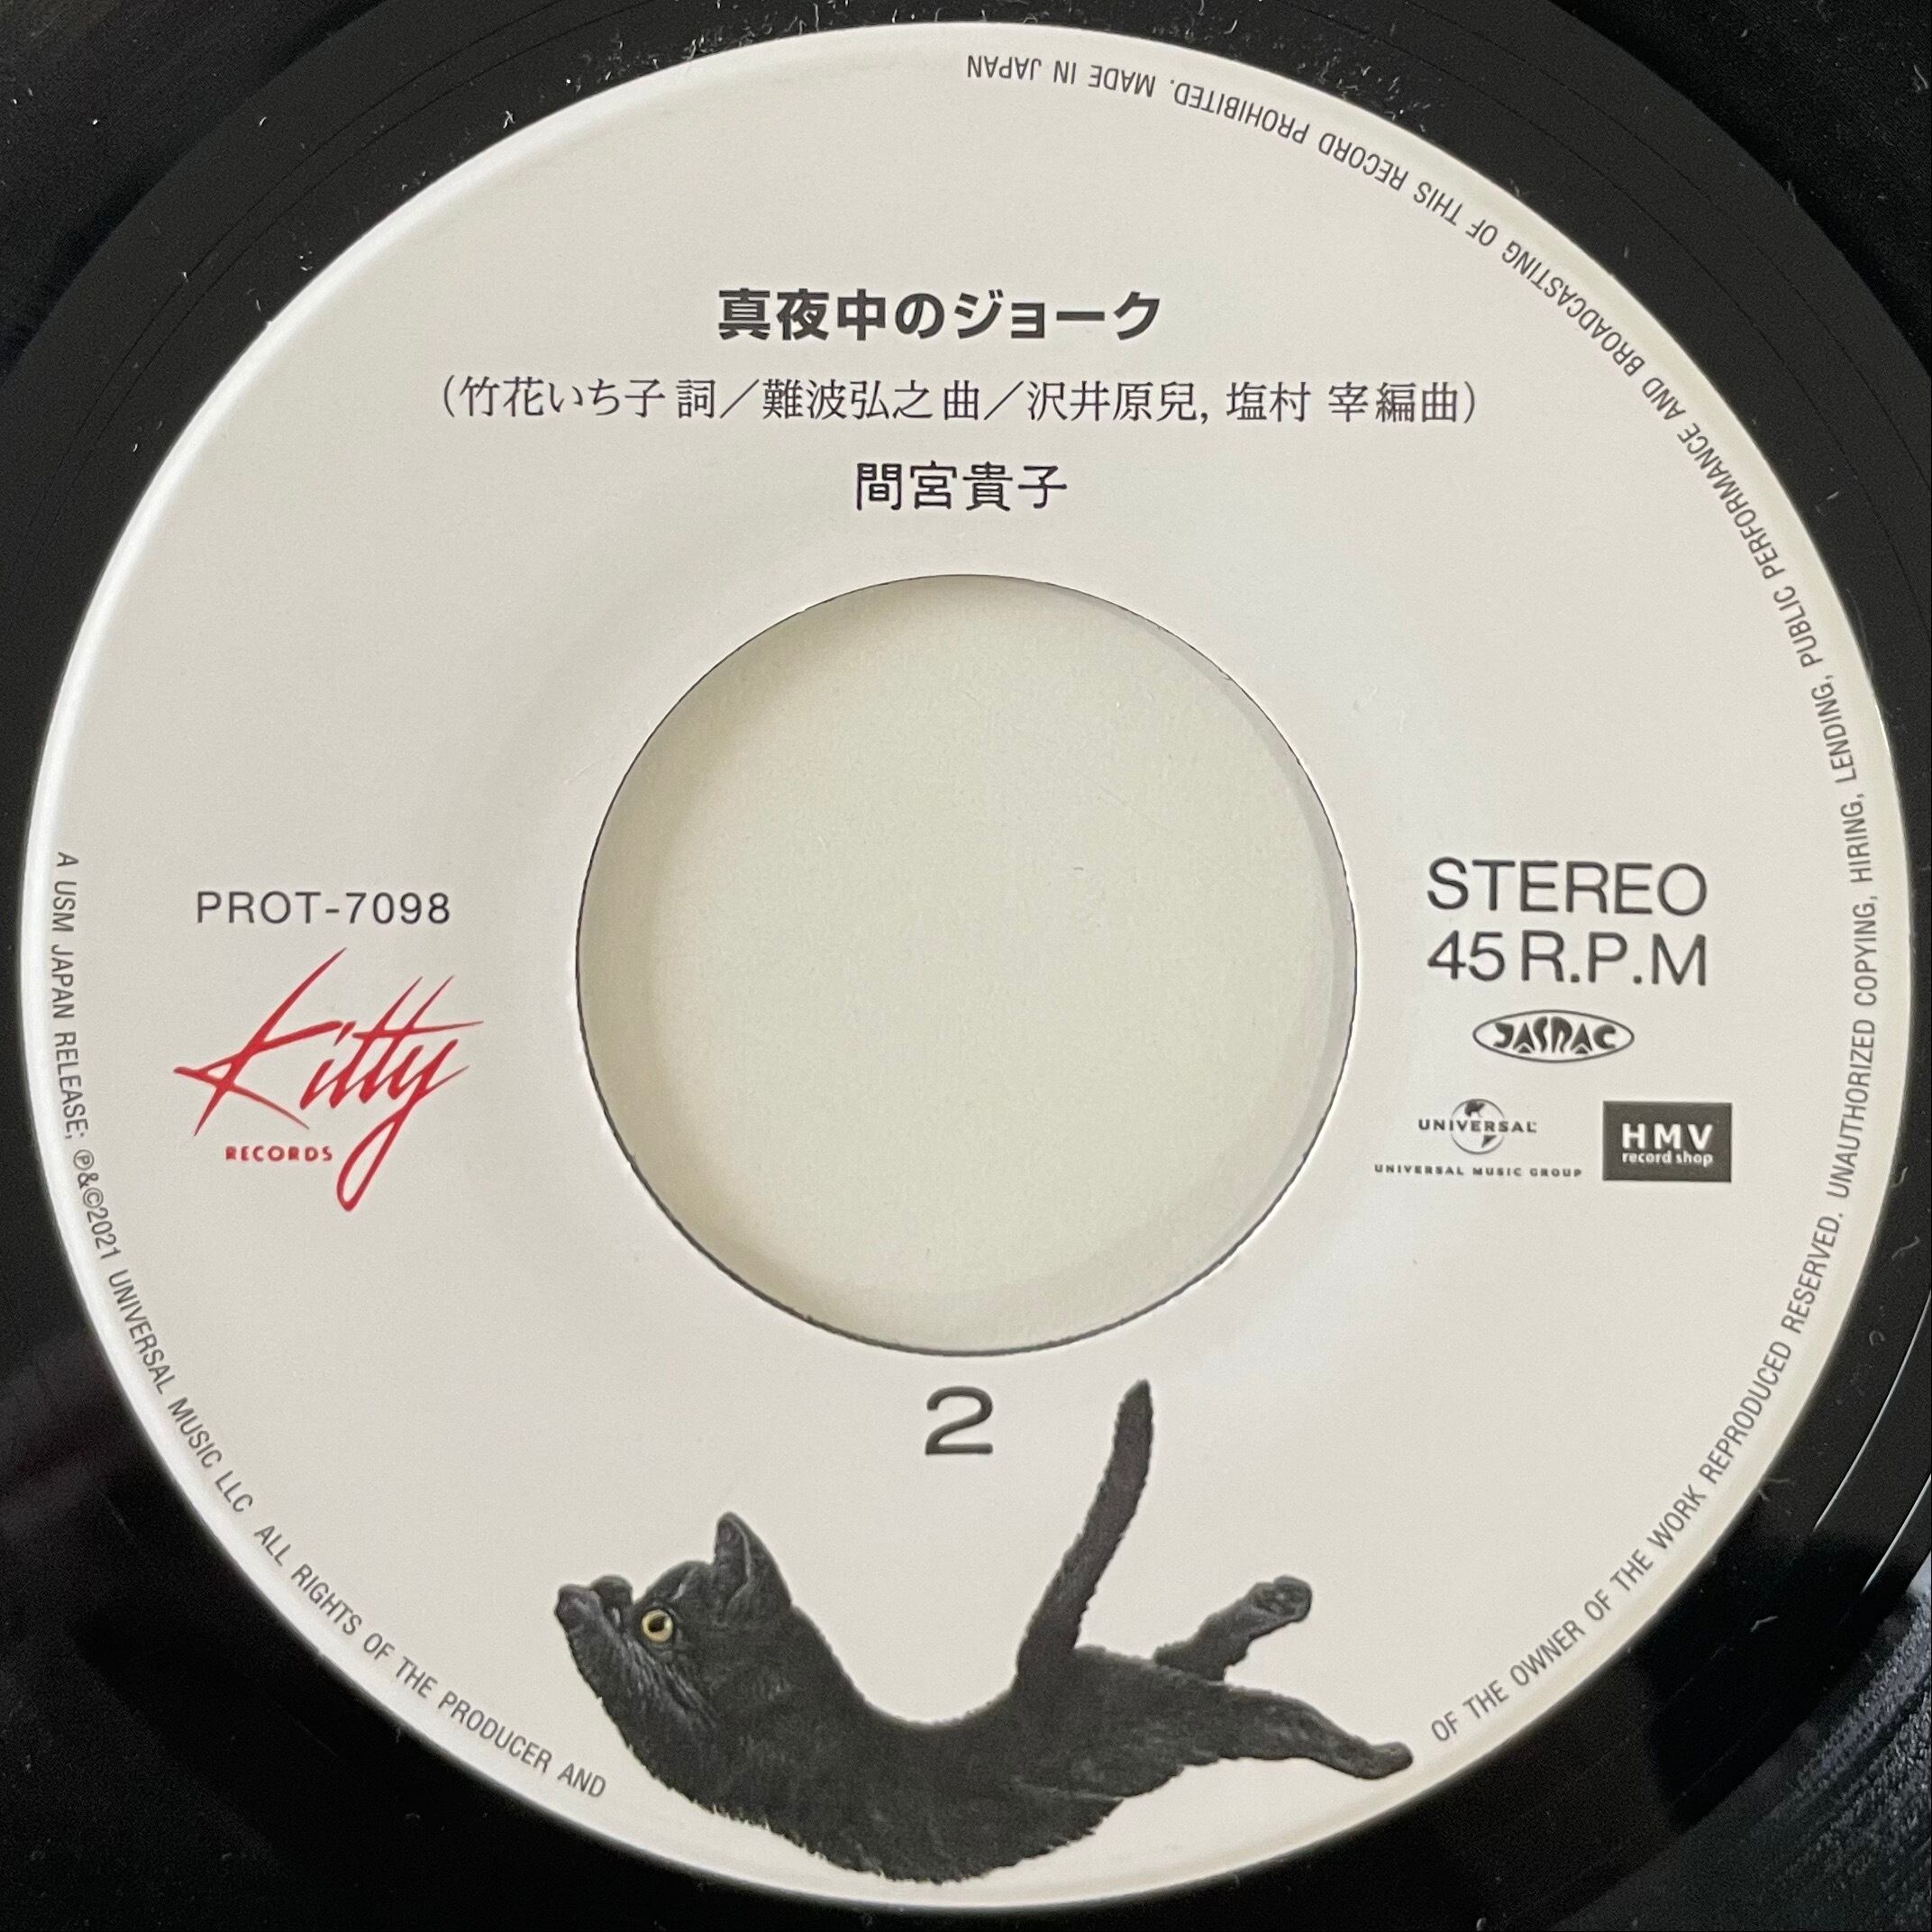 真夜中のジョーク
(竹花いち子 詞／難波弘之 曲／沢井原兒, 塩村 宰 編曲)
間宮貴子
PROT-7098
Kitty
RECORDS
STEREO
45 R.P.M
JASRAC
UNIVERSAL
UNIVERSAL MUSIC GROUP
HMV
record shop
2
A USM JAPAN RELEASE; ℗&©2021 UNIVERSAL MUSIC LLC ALL RIGHTS OF THE PRODUCER AND
OF THE OWNER OF THE WORK REPRODUCED RESERVED. UNAUTHORIZED COPYING, HIRING, LENDING, PUBLIC PERFORMANCE AND BROADCASTING OF THIS RECORD PROHIBITED. MADE IN JAPAN